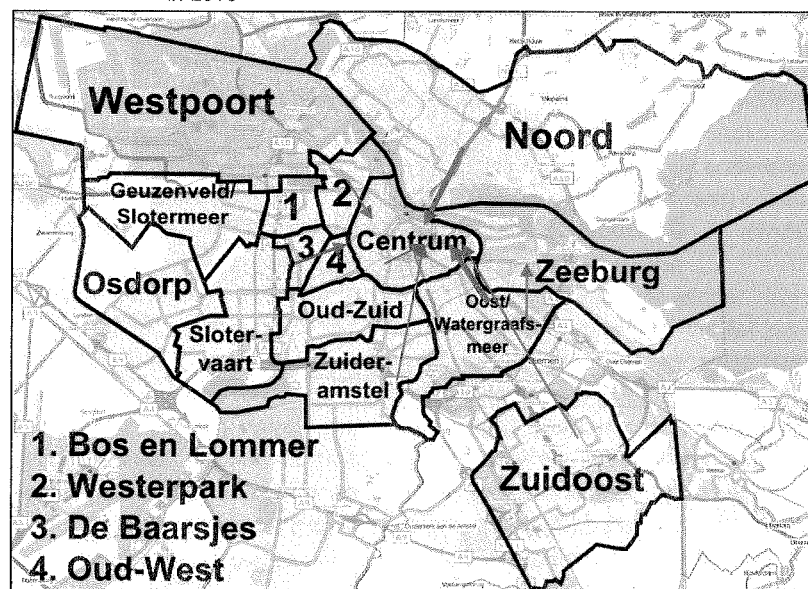 Westpoort
Noord
Geuzenveld/
Slotermeer
1
2
3
4
Centrum
Osdorp
Zeeburg
Oud-Zuid
Oost/
Watergraafs-
meer
Sloter-
vaart
Zuider-
amstel
Zuidoost
1. Bos en Lommer
2. Westerpark
3. De Baarsjes
4. Oud-West